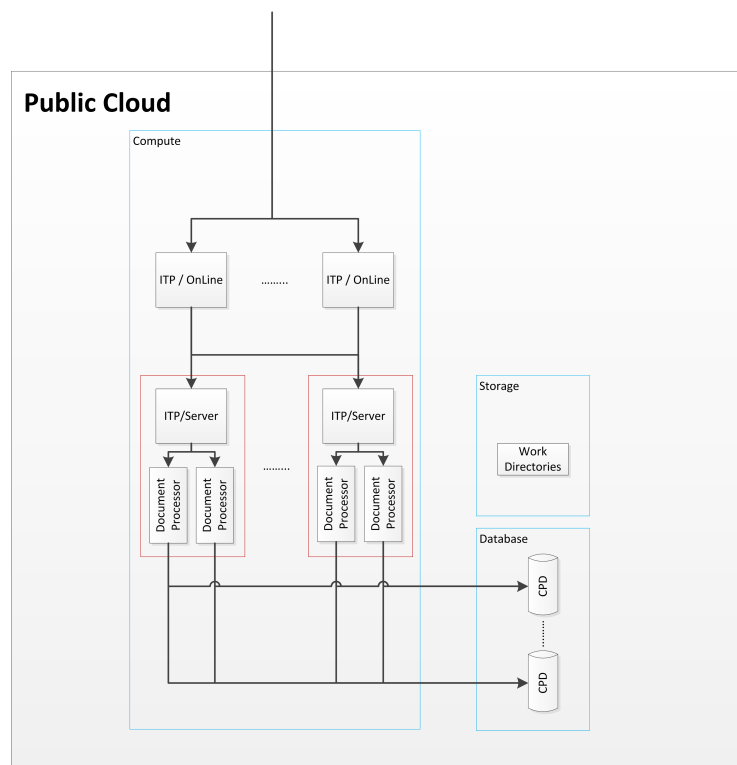 Public Cloud
Compute
ITP / OnLine
.........
ITP / OnLine
ITP/Server
ITP/Server
Storage
Work
Directories
.........
Document
Processor
Document
Processor
Document
Processor
Document
Processor
Database
CPD
.........
CPD